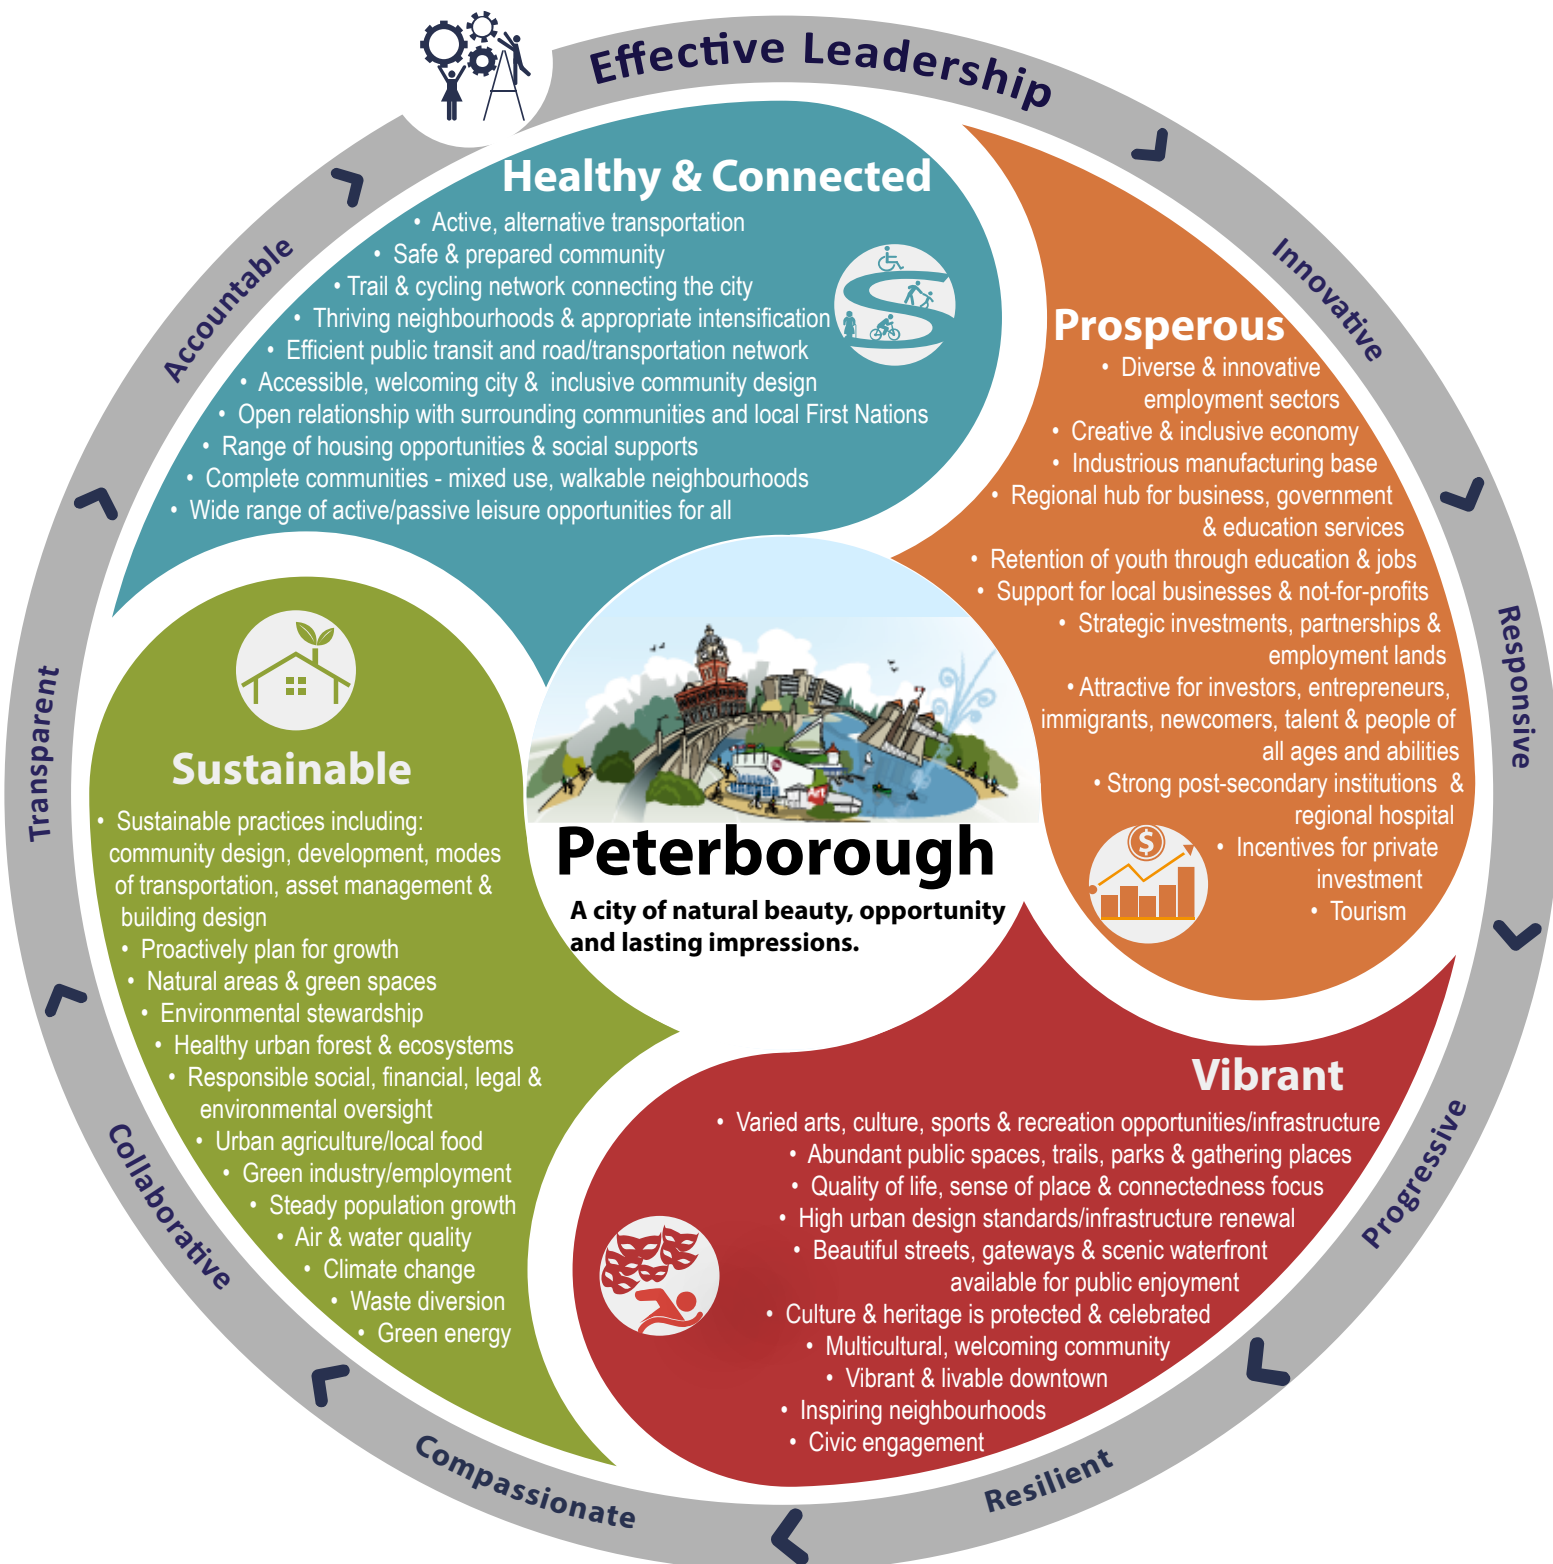 Effective Leadership
Innovative
Responsive
Progressive
Resilient
Compassionate
Collaborative
Transparent
Accountable
Healthy & Connected
• Active, alternative transportation
• Safe & prepared community
• Trail & cycling network connecting the city
• Thriving neighbourhoods & appropriate intensification
• Efficient public transit and road/transportation network
• Accessible, welcoming city & inclusive community design
• Open relationship with surrounding communities and local First Nations
• Range of housing opportunities & social supports
• Complete communities - mixed use, walkable neighbourhoods
• Wide range of active/passive leisure opportunities for all
Prosperous
• Diverse & innovative
employment sectors
• Creative & inclusive economy
• Industrious manufacturing base
• Regional hub for business, government
& education services
• Retention of youth through education & jobs
• Support for local businesses & not-for-profits
• Strategic investments, partnerships &
employment lands
• Attractive for investors, entrepreneurs,
immigrants, newcomers, talent & people of
all ages and abilities
• Strong post-secondary institutions &
regional hospital
• Incentives for private
investment
• Tourism
$
Vibrant
• Varied arts, culture, sports & recreation opportunities/infrastructure
• Abundant public spaces, trails, parks & gathering places
• Quality of life, sense of place & connectedness focus
• High urban design standards/infrastructure renewal
• Beautiful streets, gateways & scenic waterfront
available for public enjoyment
• Culture & heritage is protected & celebrated
• Multicultural, welcoming community
• Vibrant & livable downtown
• Inspiring neighbourhoods
• Civic engagement
Sustainable
• Sustainable practices including:
community design, development, modes
of transportation, asset management &
building design
• Proactively plan for growth
• Natural areas & green spaces
• Environmental stewardship
• Healthy urban forest & ecosystems
• Responsible social, financial, legal &
environmental oversight
• Urban agriculture/local food
• Green industry/employment
• Steady population growth
• Air & water quality
• Climate change
• Waste diversion
• Green energy
Art
Peterborough
A city of natural beauty, opportunity
and lasting impressions.